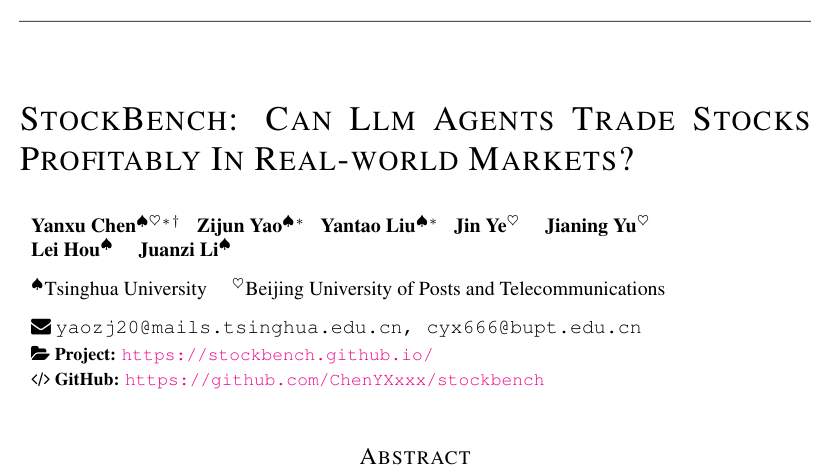 STOCKBENCH: CAN LLM AGENTS TRADE STOCKS
PROFITABLY IN REAL-WORLD MARKETS?
Yanxu Chen♠♡∗† Zijun Yao♠∗ Yantao Liu♠∗ Jin Ye♡ Jianing Yu♡
Lei Hou♠ Juanzi Li♠
♠Tsinghua University ♡Beijing University of Posts and Telecommunications
yaozj20@mails.tsinghua.edu.cn, cyx666@bupt.edu.cn
Project: https://stockbench.github.io/
GitHub: https://github.com/ChenYXxxx/stockbench
ABSTRACT